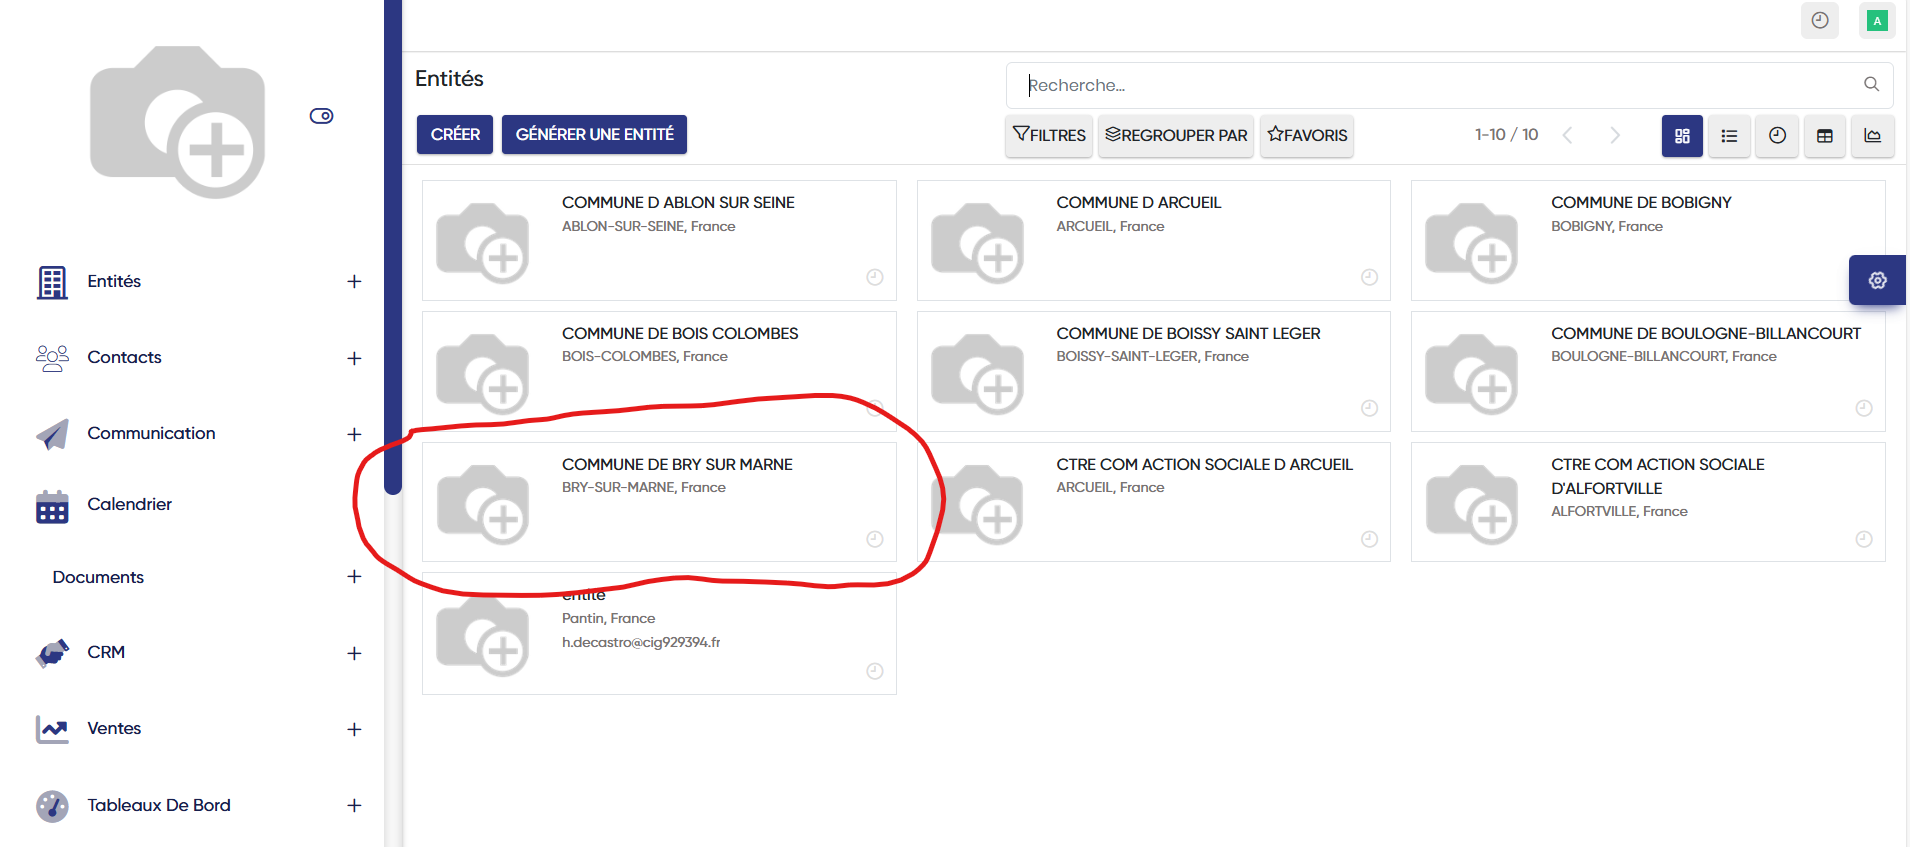 A
Entités
Recherche...
CRÉER
GÉNÉRER UNE ENTITÉ
FILTRES
REGROUPER PAR
FAVORIS
1-10 / 10
Entités
Contacts
Communication
Calendrier
Documents
CRM
Ventes
Tableaux De Bord
COMMUNE D ABLON SUR SEINE
ABLON-SUR-SEINE, France
COMMUNE D ARCUEIL
ARCUEIL, France
COMMUNE DE BOBIGNY
BOBIGNY, France
COMMUNE DE BOIS COLOMBES
BOIS-COLOMBES, France
COMMUNE DE BOISSY SAINT LEGER
BOISSY-SAINT-LEGER, France
COMMUNE DE BOULOGNE-BILLANCOURT
BOULOGNE-BILLANCOURT, France
COMMUNE DE BRY SUR MARNE
BRY-SUR-MARNE, France
CTRE COM ACTION SOCIALE D ARCUEIL
ARCUEIL, France
CTRE COM ACTION SOCIALE
D'ALFORTVILLE
ALFORTVILLE, France
entité
Pantin, France
h.decastro@cig929394.fr